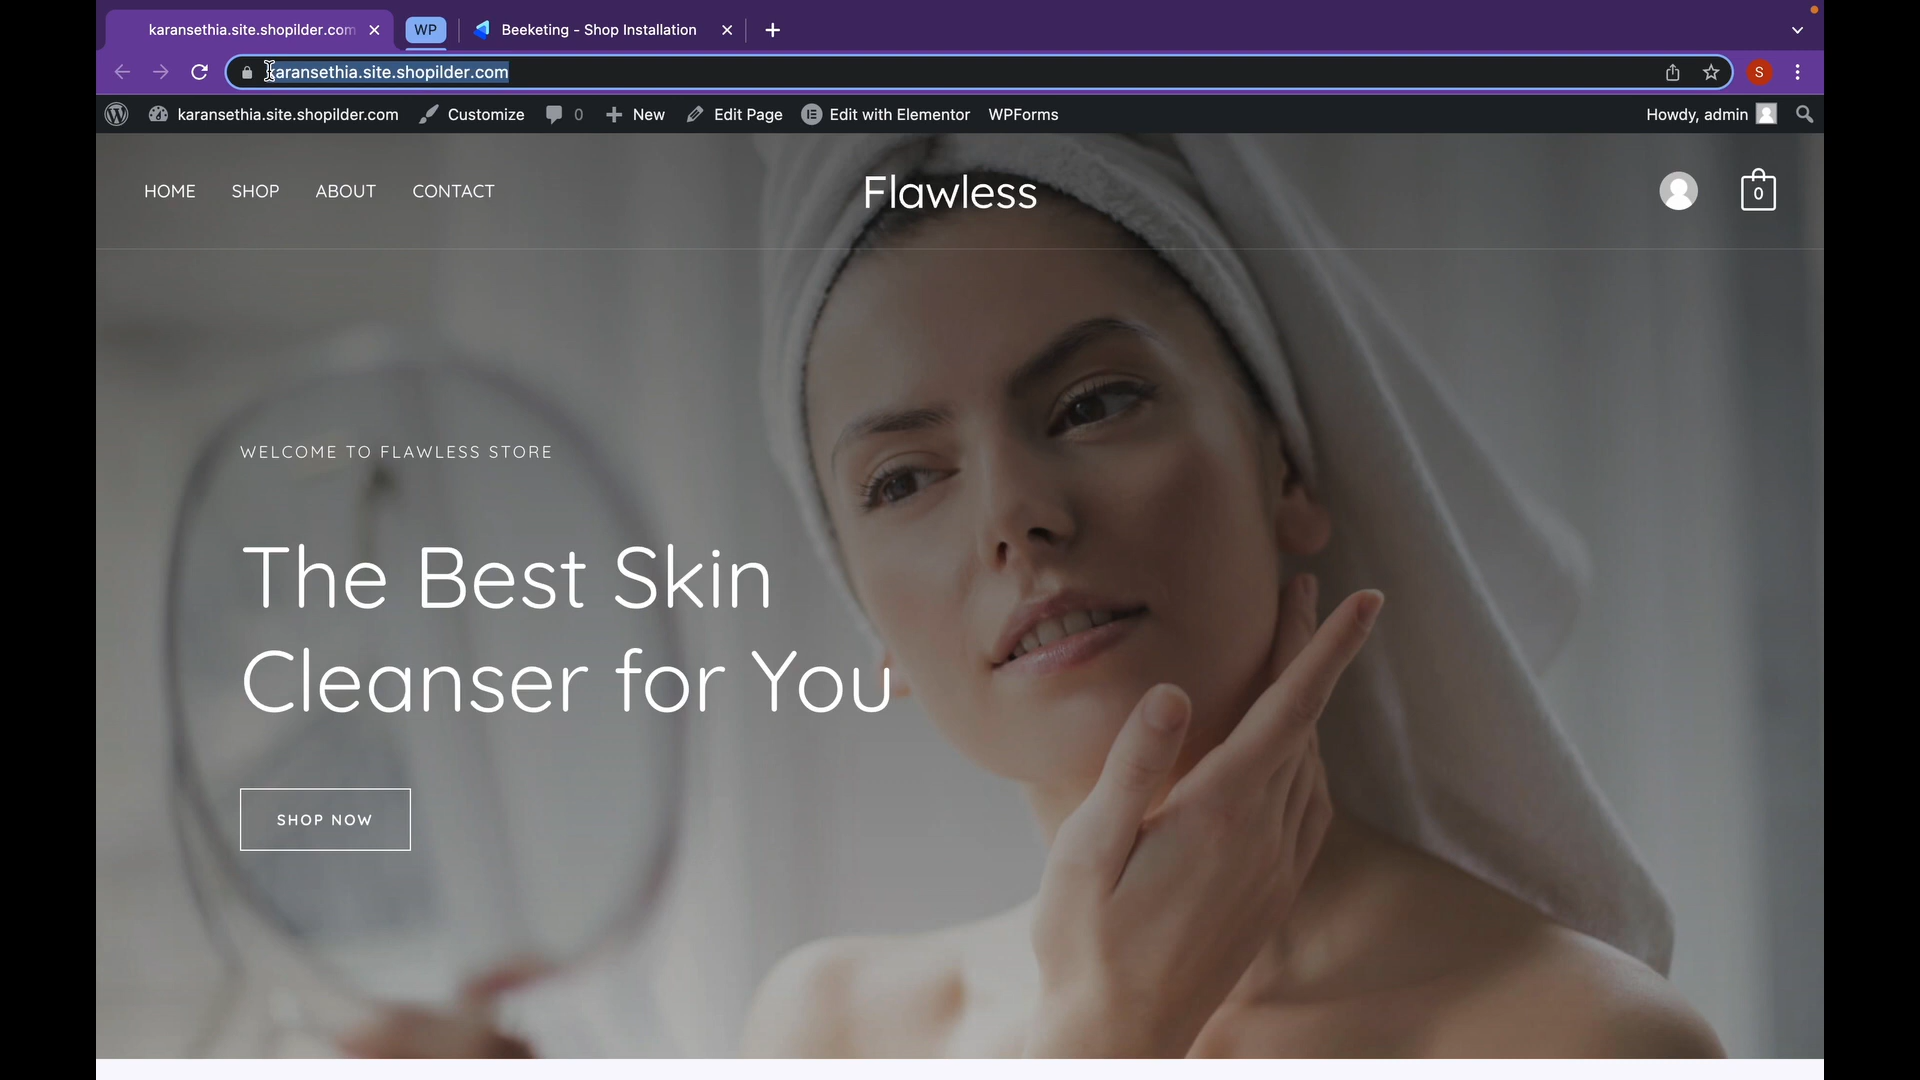 karansethia.site.shopilder.com
WP
Beeketing - Shop Installation
karansethia.site.shopilder.com
S
karansethia.site.shopilder.com
Customize
0
New
Edit Page
Edit with Elementor
WPForms
Howdy, admin
HOME
SHOP
ABOUT
CONTACT
Flawless
0
WELCOME TO FLAWLESS STORE
The Best Skin
Cleanser for You
SHOP NOW